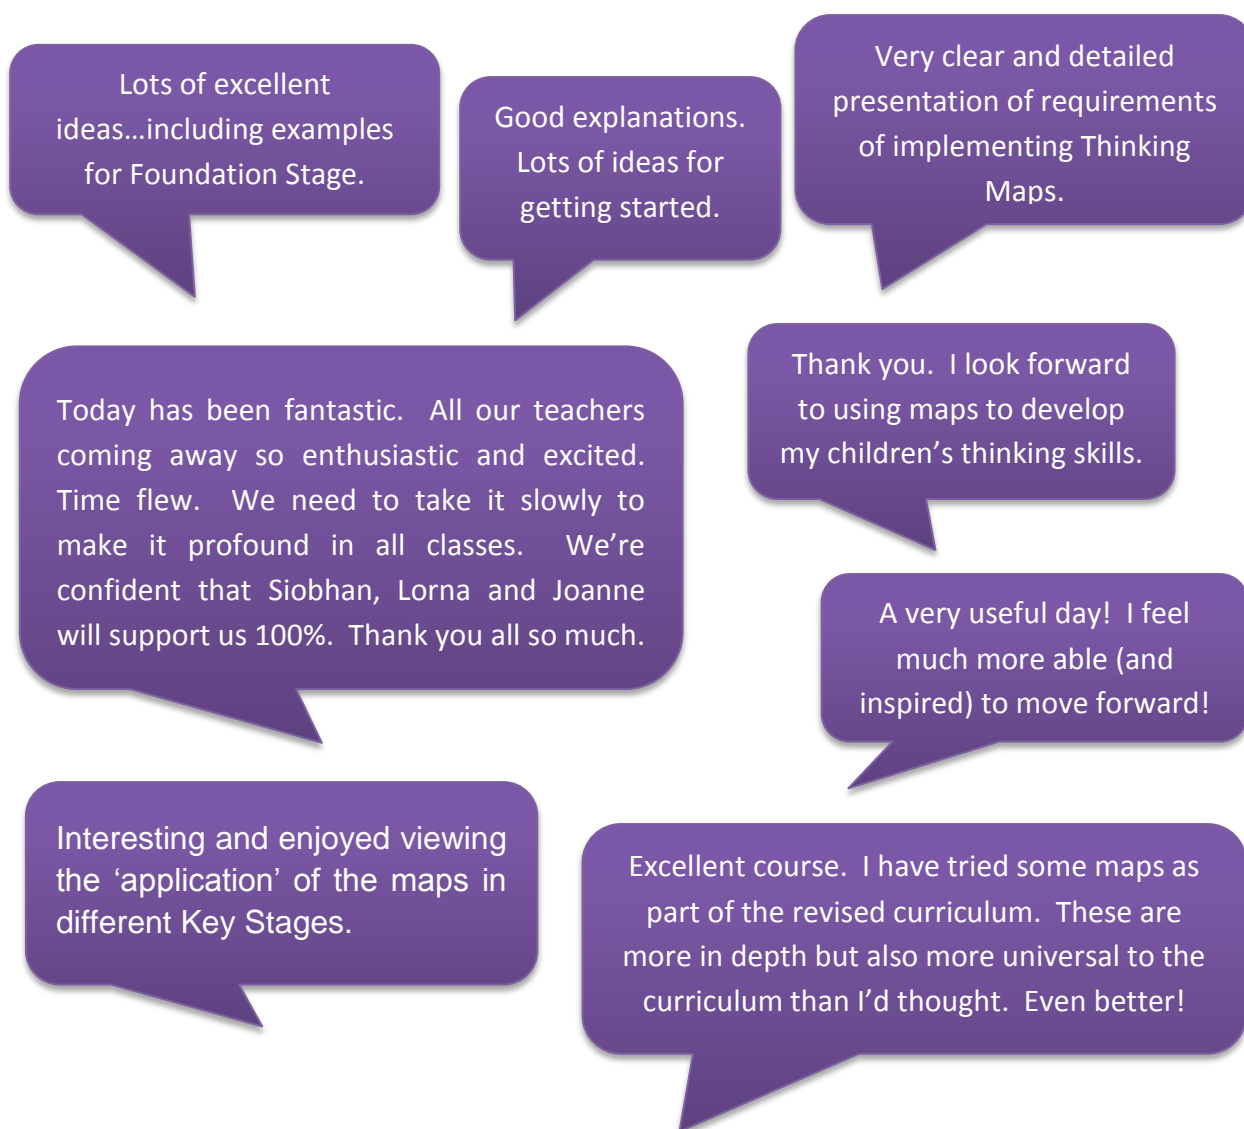 Lots of excellent
ideas…including examples
for Foundation Stage.
Good explanations.
Lots of ideas for
getting started.
Very clear and detailed
presentation of requirements
of implementing Thinking
Maps.
Today has been fantastic.  All our teachers
coming away so enthusiastic and excited.
Time flew.  We need to take it slowly to
make it profound in all classes.  We’re
confident that Siobhan, Lorna and Joanne
will support us 100%.  Thank you all so much.
Thank you.  I look forward
to using maps to develop
my children’s thinking skills.
A very useful day!  I feel
much more able (and
inspired) to move forward!
Interesting and enjoyed viewing
the ‘application’ of the maps in
different Key Stages.
Excellent course.  I have tried some maps as
part of the revised curriculum.  These are
more in depth but also more universal to the
curriculum than I’d thought.  Even better!